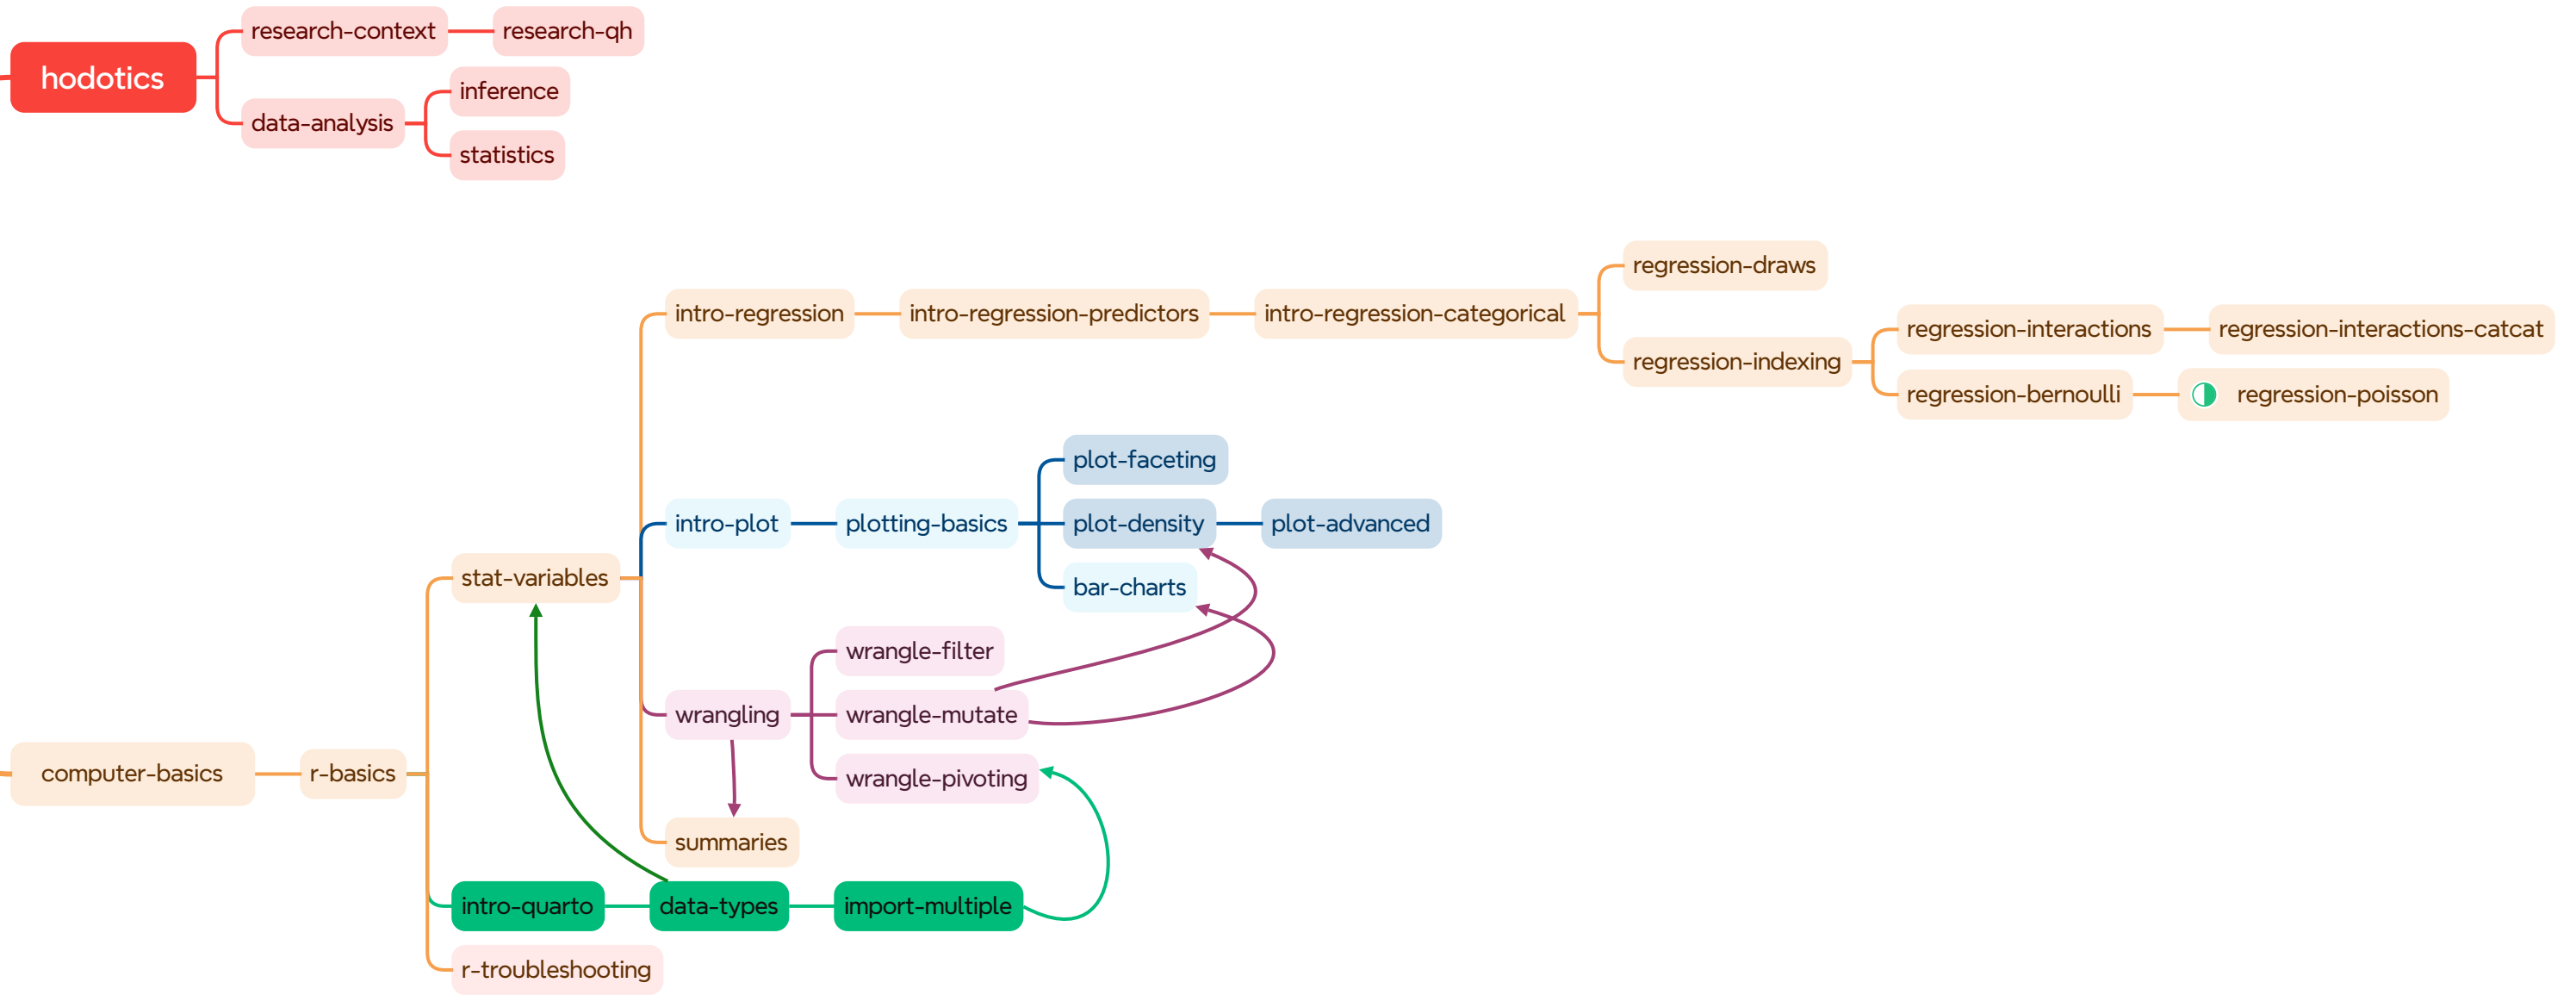 hodotics
research-context
research-qh
data-analysis
inference
statistics
computer-basics
r-basics
stat-variables
intro-regression
intro-regression-predictors
intro-regression-categorical
regression-draws
regression-indexing
regression-interactions
regression-interactions-catcat
regression-bernoulli
regression-poisson
intro-plot
plotting-basics
plot-faceting
plot-density
plot-advanced
bar-charts
wrangling
wrangle-filter
wrangle-mutate
wrangle-pivoting
summaries
intro-quarto
data-types
import-multiple
r-troubleshooting